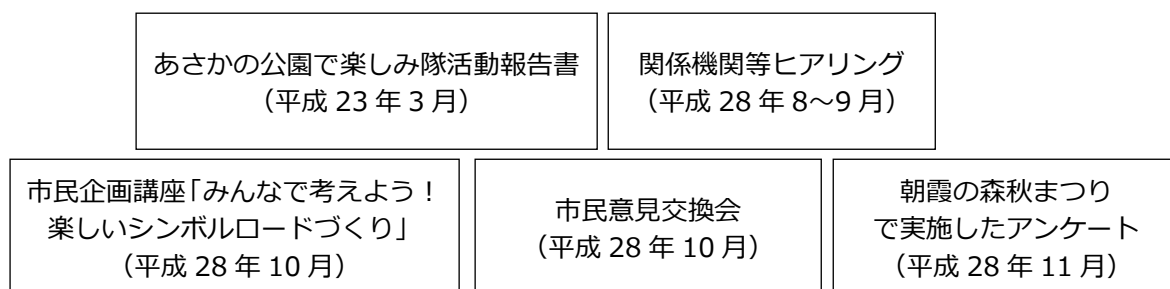 あさかの公園で楽しみ隊活動報告書
（平成 23 年 3 月）
関係機関等ヒアリング
（平成 28 年 8～9 月）
市民企画講座「みんなで考えよう！
楽しいシンボルロードづくり」
（平成 28 年 10 月）
市民意見交換会
（平成 28 年 10 月）
朝霞の森秋まつり
で実施したアンケート
（平成 28 年 11 月）